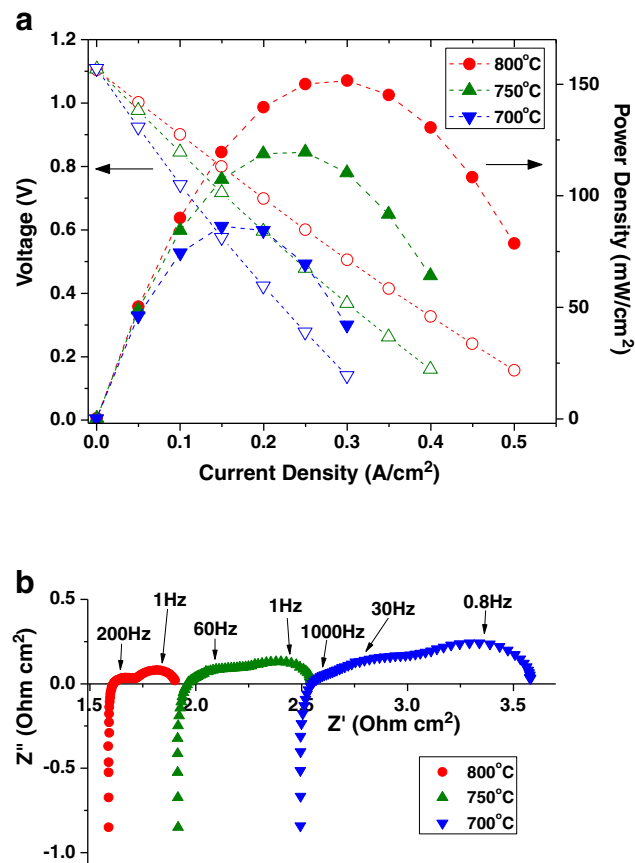 a
1.2
1.0
0.8
0.6
0.4
0.2
0.0
Voltage (V)
150
100
50
0
Power Density (mW/cm²)
800°C
750°C
700°C
0.0 0.1 0.2 0.3 0.4 0.5
Current Density (A/cm²)
b
0.5
0.0
-0.5
-1.0
Z" (Ohm cm²)
200Hz
1Hz
60Hz
1Hz
1000Hz
30Hz
0.8Hz
1.5 2.0 2.5 3.0 3.5
Z' (Ohm cm²)
800°C
750°C
700°C